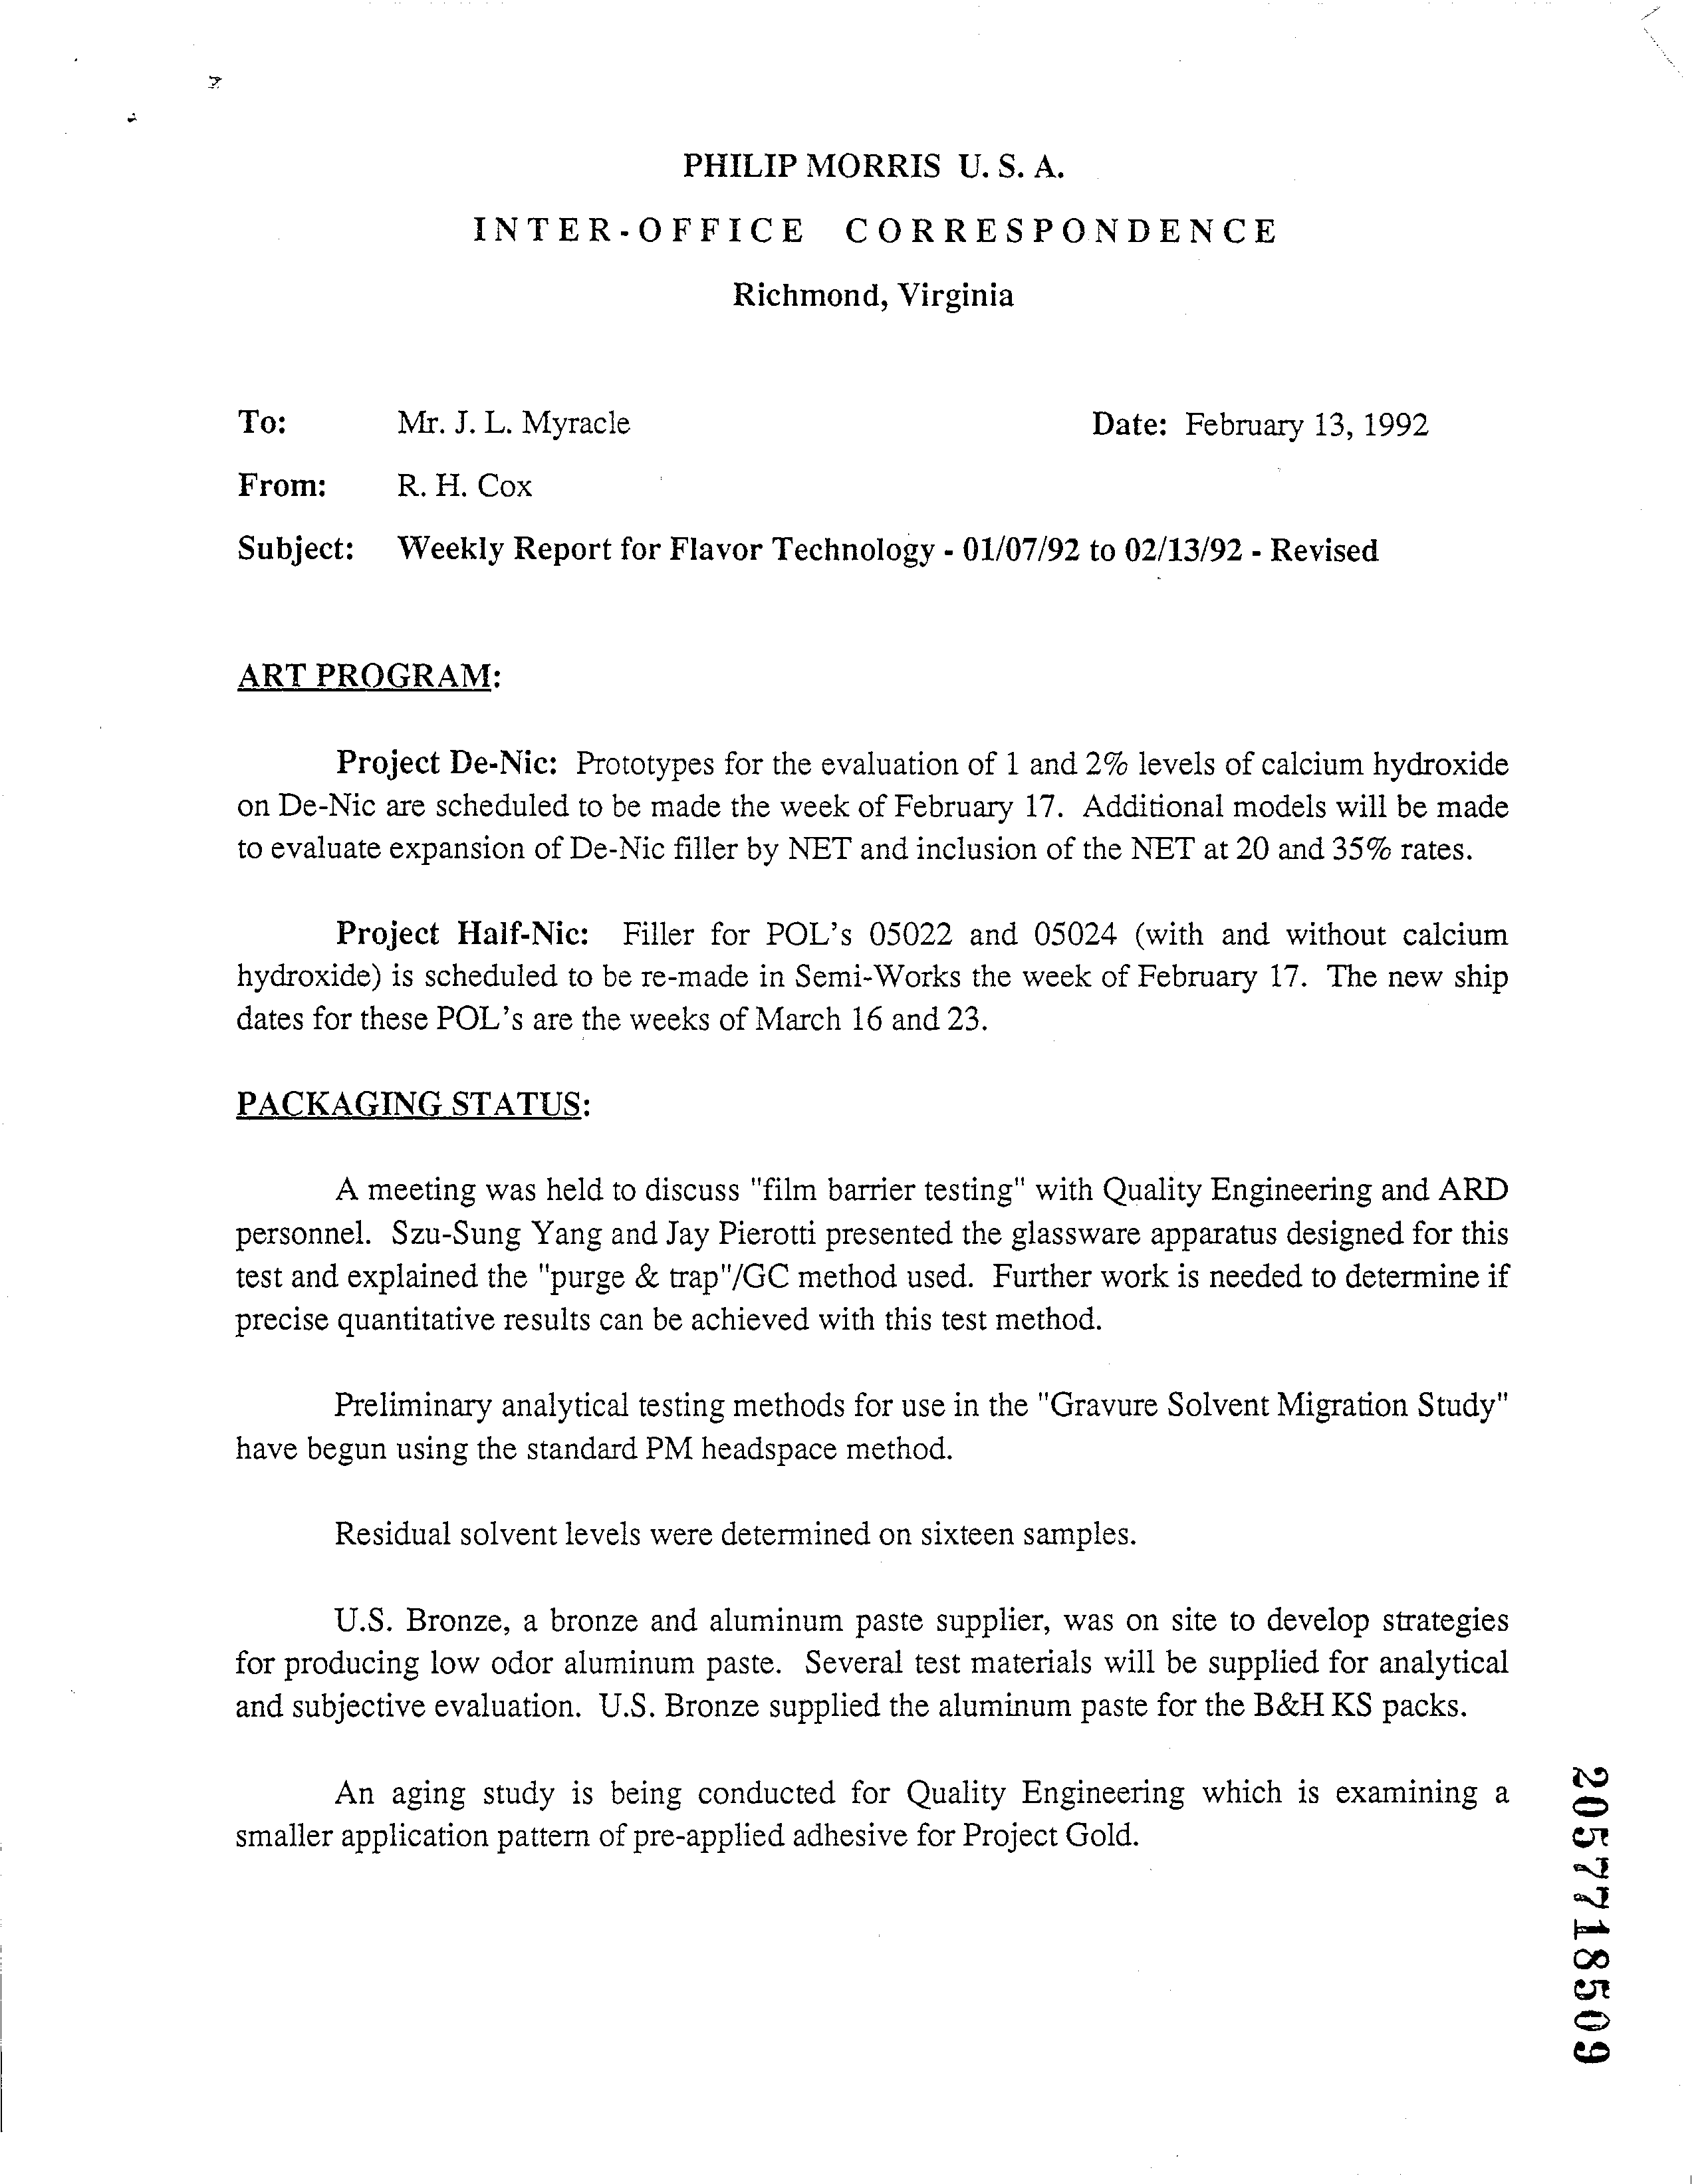 PHILIP MORRIS U. S. A.
INTER-OFFICE CORRESPONDENCE
Richmond, Virginia
To: Mr. J. L. Myracle Date: February 13, 1992
From: R. H. Cox
Subject: Weekly Report for Flavor Technology - 01/07/92 to 02/13/92 - Revised
ART PROGRAM:
Project De-Nic: Prototypes for the evaluation of 1 and 2% levels of calcium hydroxide
on De-Nic are scheduled to be made the week of February 17. Additional models will be made
to evaluate expansion of De-Nic filler by NET and inclusion of the NET at 20 and 35% rates.
Project Half-Nic: Filler for POL's 05022 and 05024 (with and without calcium
hydroxide) is scheduled to be re-made in Semi-Works the week of February 17. The new ship
dates for these POL's are the weeks of March 16 and 23.
PACKAGING STATUS:
A meeting was held to discuss "film barrier testing" with Quality Engineering and ARD
personnel. Szu-Sung Yang and Jay Pierotti presented the glassware apparatus designed for this
test and explained the "purge & trap"/GC method used. Further work is needed to determine if
precise quantitative results can be achieved with this test method.
Preliminary analytical testing methods for use in the "Gravure Solvent Migration Study"
have begun using the standard PM headspace method.
Residual solvent levels were determined on sixteen samples.
U.S. Bronze, a bronze and aluminum paste supplier, was on site to develop strategies
for producing low odor aluminum paste. Several test materials will be supplied for analytical
and subjective evaluation. U.S. Bronze supplied the aluminum paste for the B&H KS packs.
An aging study is being conducted for Quality Engineering which is examining a
smaller application pattern of pre-applied adhesive for Project Gold.
2057718509